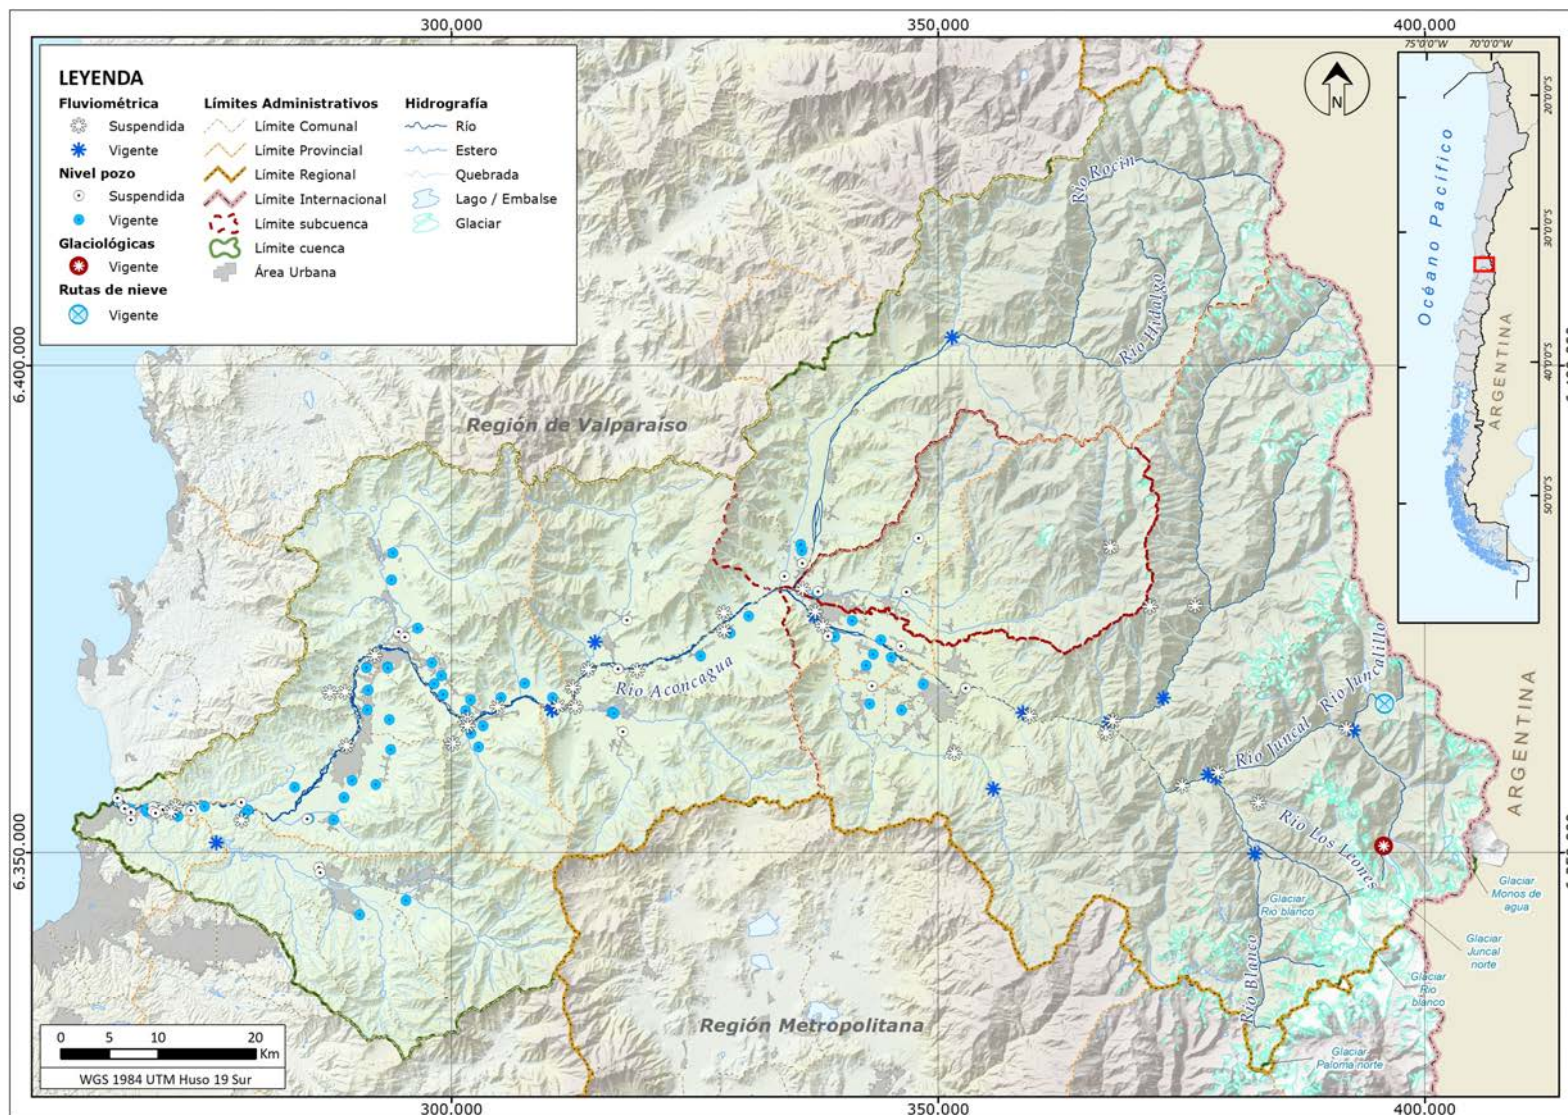 300.000
350.000
400.000
LEYENDA
Fluviométrica
Suspendida
Vigente
Nivel pozo
Suspendida
Vigente
Glaciológicas
Vigente
Rutas de nieve
Vigente
Límites Administrativos
Límite Comunal
Límite Provincial
Límite Regional
Límite Internacional
Límite subcuenca
Límite cuenca
Área Urbana
Hidrografía
Río
Estero
Quebrada
Lago / Embalse
Glaciar
N
75°0'0"W
70°0'0"W
20°0'0"S
30°0'0"S
40°0'0"S
50°0'0"S
Océano Pacífico
ARGENTINA
6.400.000
6.350.000
Río Rocin
Río Hidalgo
Región de Valparaíso
Río Aconcagua
Río Juncalillo
Río Juncal
Río Los Leones
Río Blanco
ARGENTINA
Glaciar
Monos de
agua
Glaciar
Rio blanco
Glaciar
Juncal
norte
Glaciar
Rio
blanco
Glaciar
Paloma norte
Región Metropolitana
0 5 10 20
Km
WGS 1984 UTM Huso 19 Sur
300.000
350.000
400.000